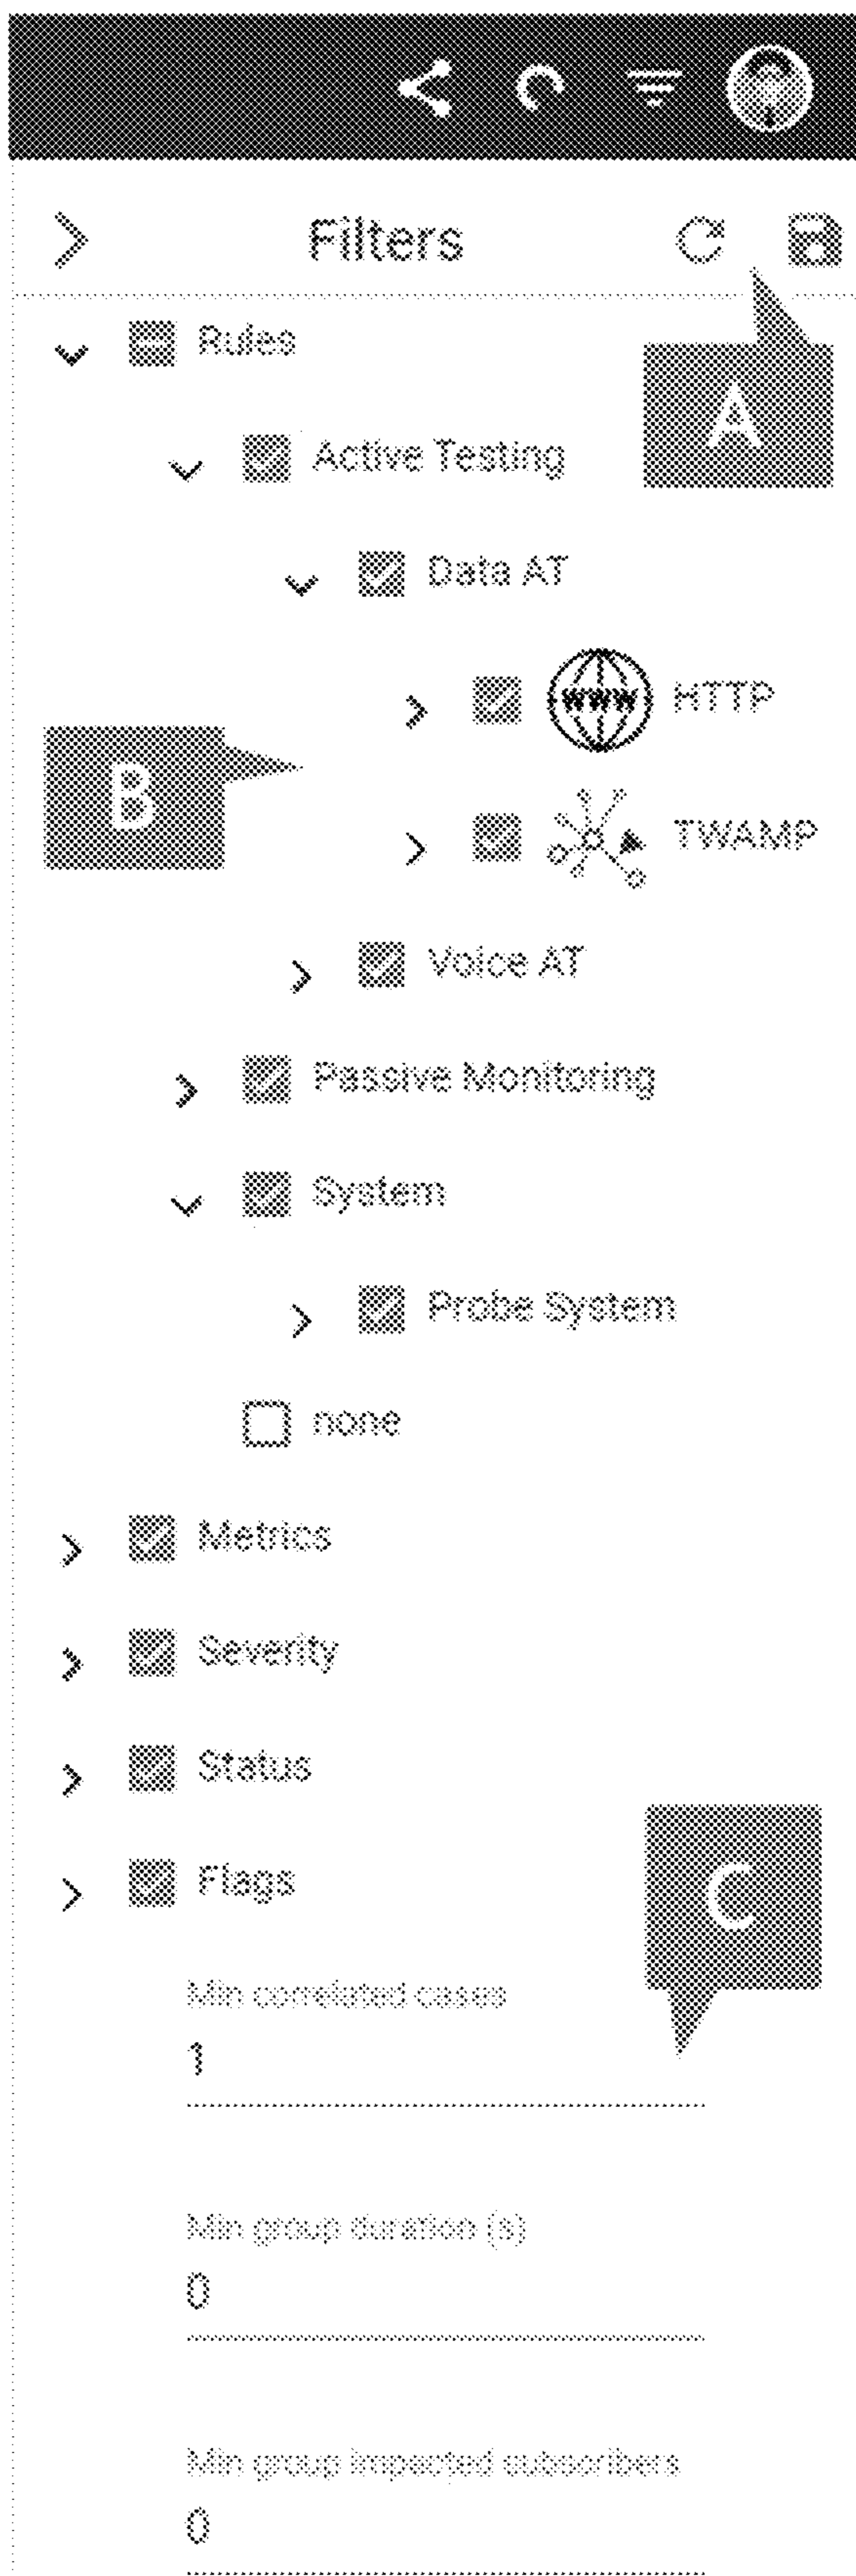 Filters
Rules
A
Active Testing
Data AT
www HTTP
B
TWAMP
Voice AT
Passive Monitoring
System
Probe System
none
Metrics
Severity
Status
Flags
C
Min correlated cases
1
Min group duration (s)
0
Min group impacted subscribers
0